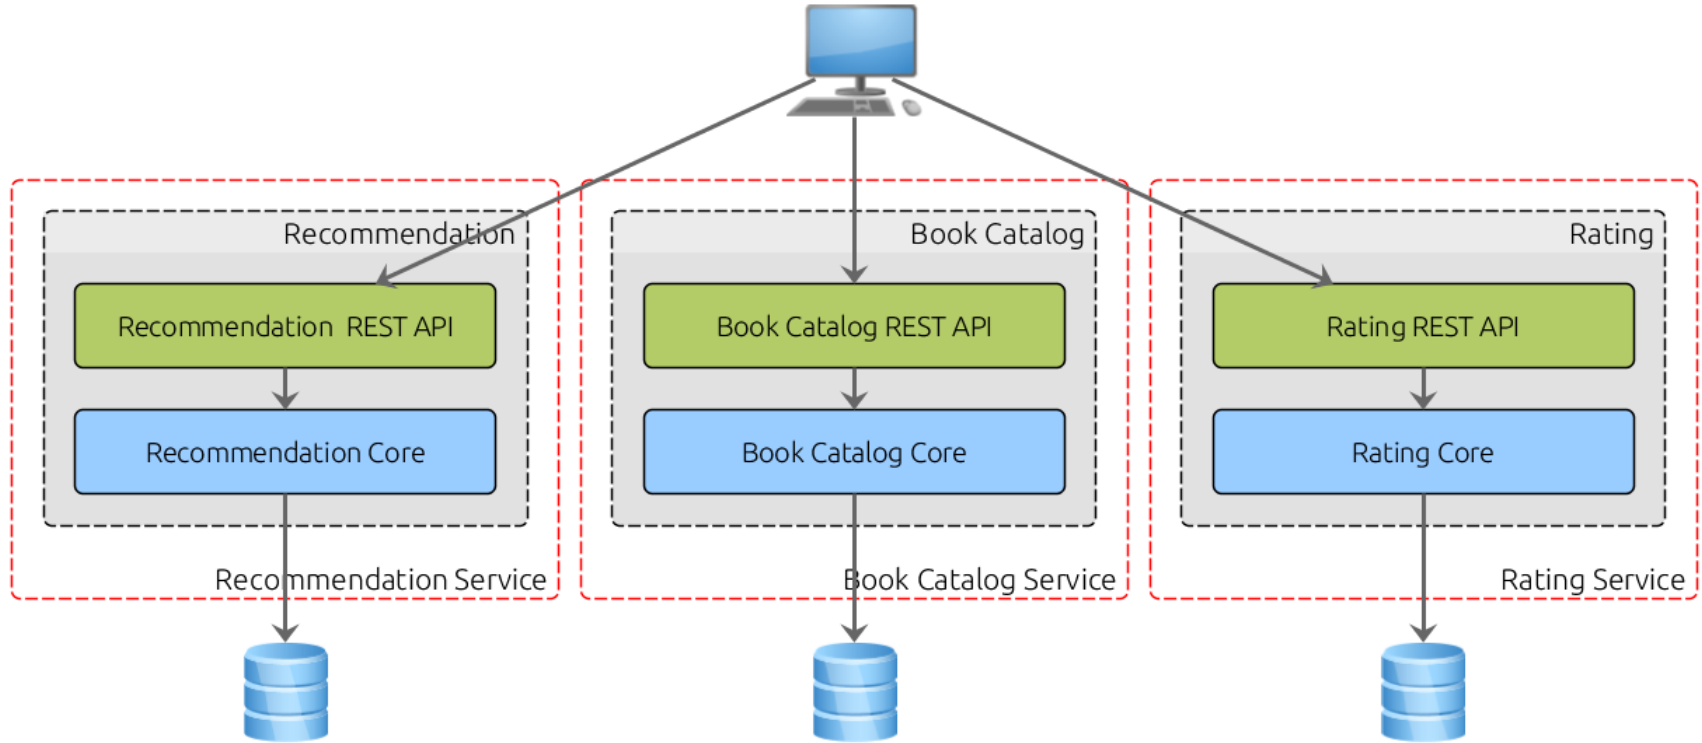 Recommendation
Book Catalog
Rating
Recommendation  REST API
Book Catalog REST API
Rating REST API
Recommendation Core
Book Catalog Core
Rating Core
Recommendation Service
Book Catalog Service
Rating Service